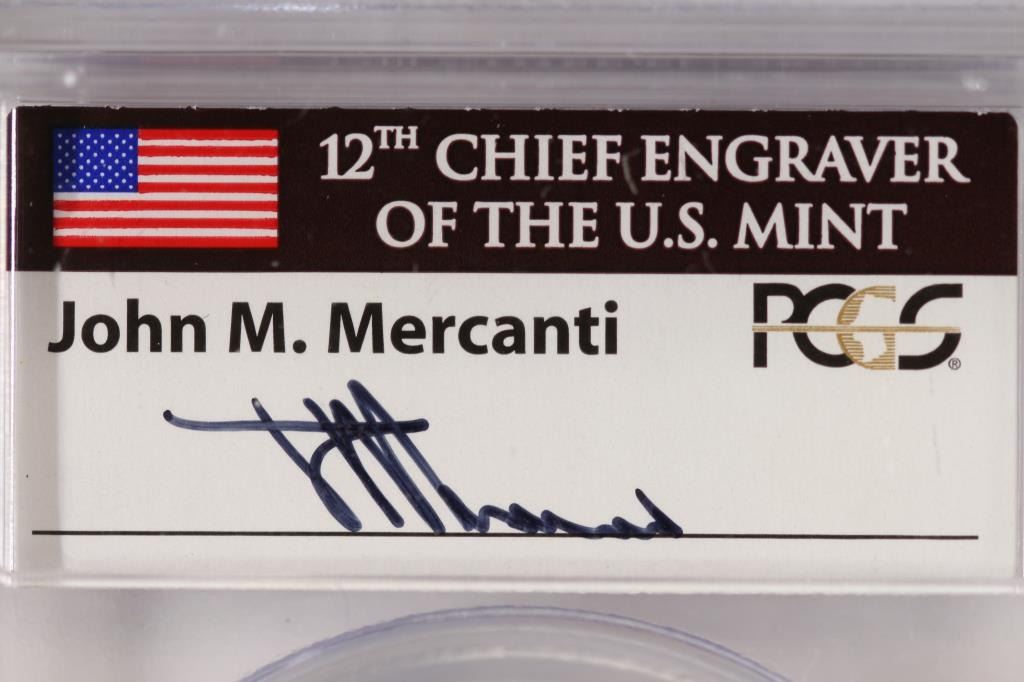 12TH CHIEF ENGRAVER
OF THE U.S. MINT
John M. Mercanti
PCGS®